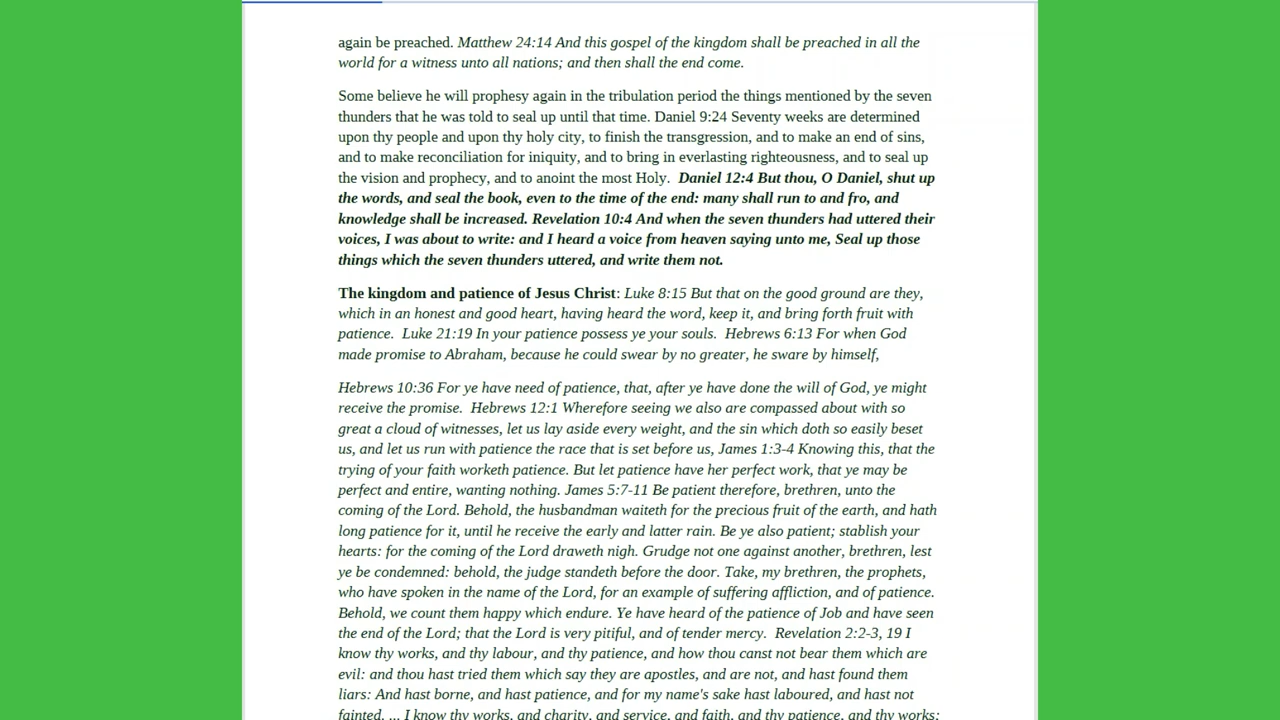 again be preached. Matthew 24:14 And this gospel of the kingdom shall be preached in all the
world for a witness unto all nations; and then shall the end come.
Some believe he will prophesy again in the tribulation period the things mentioned by the seven
thunders that he was told to seal up until that time. Daniel 9:24 Seventy weeks are determined
upon thy people and upon thy holy city, to finish the transgression, and to make an end of sins,
and to make reconciliation for iniquity, and to bring in everlasting righteousness, and to seal up
the vision and prophecy, and to anoint the most Holy.  Daniel 12:4 But thou, O Daniel, shut up
the words, and seal the book, even to the time of the end: many shall run to and fro, and
knowledge shall be increased. Revelation 10:4 And when the seven thunders had uttered their
voices, I was about to write: and I heard a voice from heaven saying unto me, Seal up those
things which the seven thunders uttered, and write them not.
The kingdom and patience of Jesus Christ: Luke 8:15 But that on the good ground are they,
which in an honest and good heart, having heard the word, keep it, and bring forth fruit with
patience.  Luke 21:19 In your patience possess ye your souls.  Hebrews 6:13 For when God
made promise to Abraham, because he could swear by no greater, he sware by himself,
Hebrews 10:36 For ye have need of patience, that, after ye have done the will of God, ye might
receive the promise.  Hebrews 12:1 Wherefore seeing we also are compassed about with so
great a cloud of witnesses, let us lay aside every weight, and the sin which doth so easily beset
us, and let us run with patience the race that is set before us, James 1:3-4 Knowing this, that the
trying of your faith worketh patience. But let patience have her perfect work, that ye may be
perfect and entire, wanting nothing. James 5:7-11 Be patient therefore, brethren, unto the
coming of the Lord. Behold, the husbandman waiteth for the precious fruit of the earth, and hath
long patience for it, until he receive the early and latter rain. Be ye also patient; stablish your
hearts: for the coming of the Lord draweth nigh. Grudge not one against another, brethren, lest
ye be condemned: behold, the judge standeth before the door. Take, my brethren, the prophets,
who have spoken in the name of the Lord, for an example of suffering affliction, and of patience.
Behold, we count them happy which endure. Ye have heard of the patience of Job and have seen
the end of the Lord; that the Lord is very pitiful, and of tender mercy.  Revelation 2:2-3, 19 I
know thy works, and thy labour, and thy patience, and how thou canst not bear them which are
evil: and thou hast tried them which say they are apostles, and are not, and hast found them
liars: And hast borne, and hast patience, and for my name's sake hast laboured, and hast not
fainted. ... I know thy works, and charity, and service, and faith, and thy patience, and thy works;